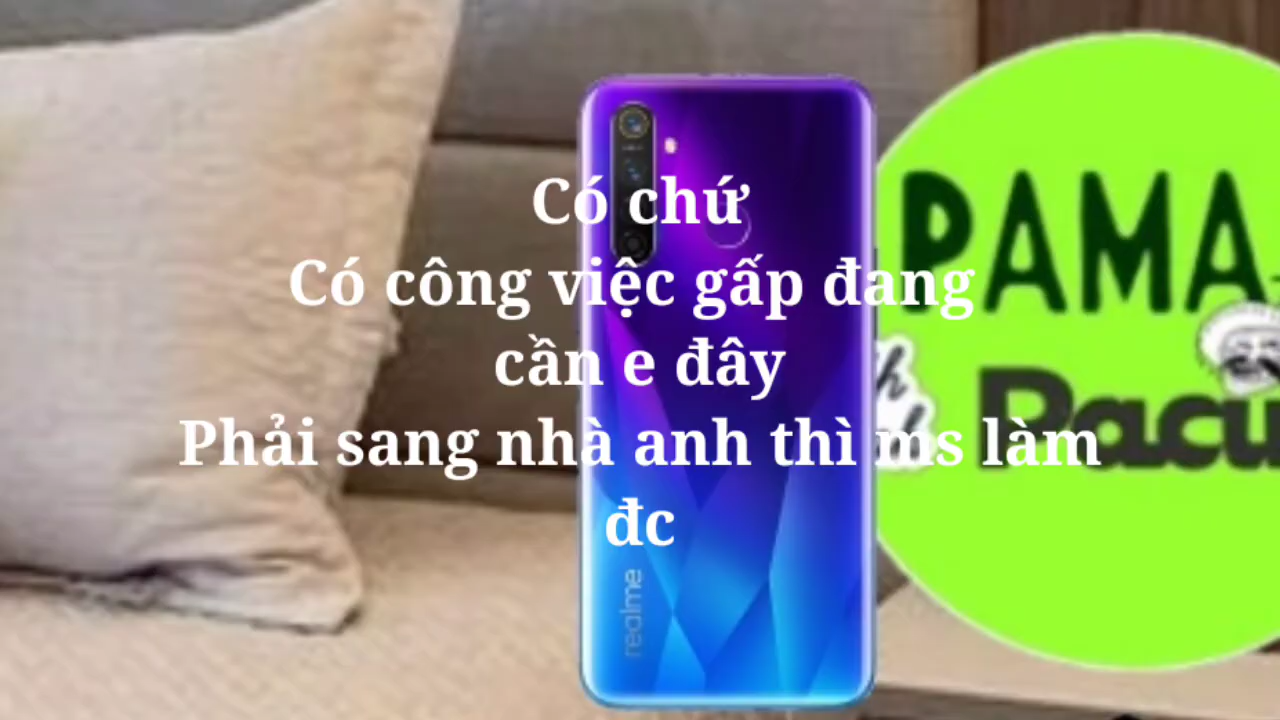 Có chứ
Có công việc gấp đang
cần e đây
Phải sang nhà anh thì ms làm
đc
PAMA
Pacu
realme